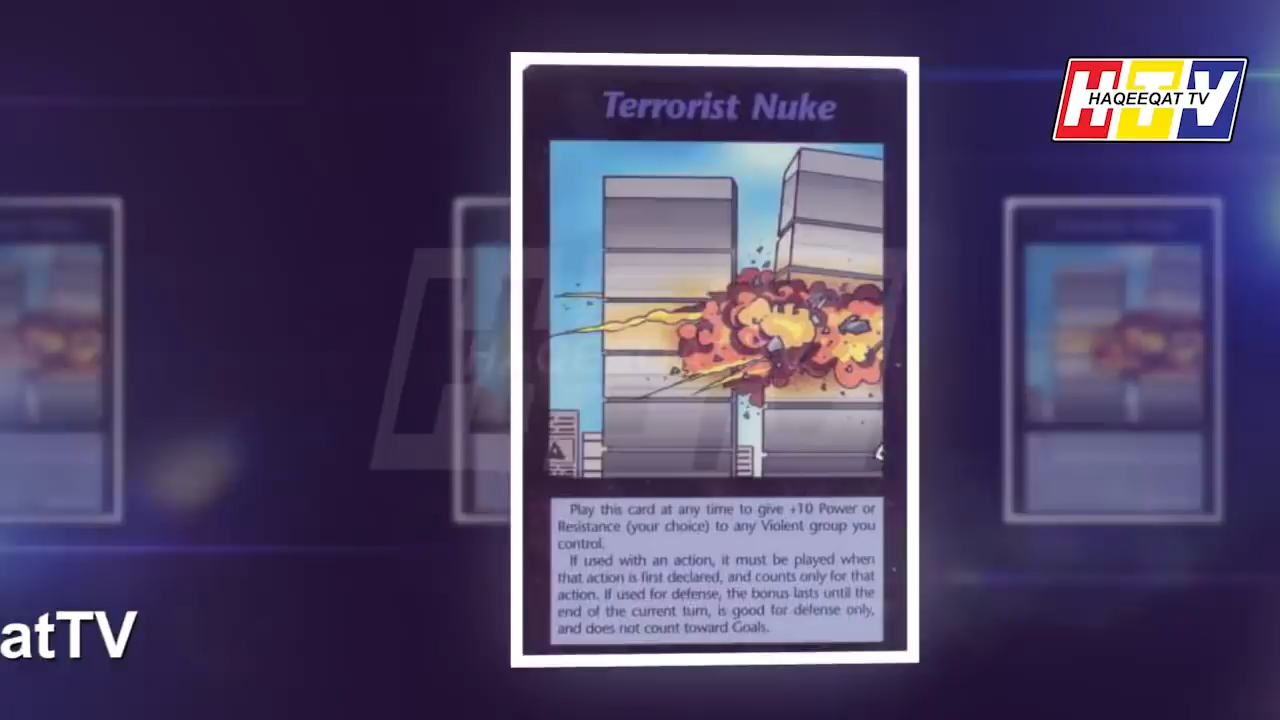 HTV
HAQEEQAT TV
Terrorist Nuke
Play this card at any time to give +10 Power or
Resistance (your choice) to any Violent group you
control.
If used with an action, it must be played when
that action is first declared, and counts only for that
action. If used for defense, the bonus lasts until the
end of the current turn, is good for defense only,
and does not count toward Goals.
atTV